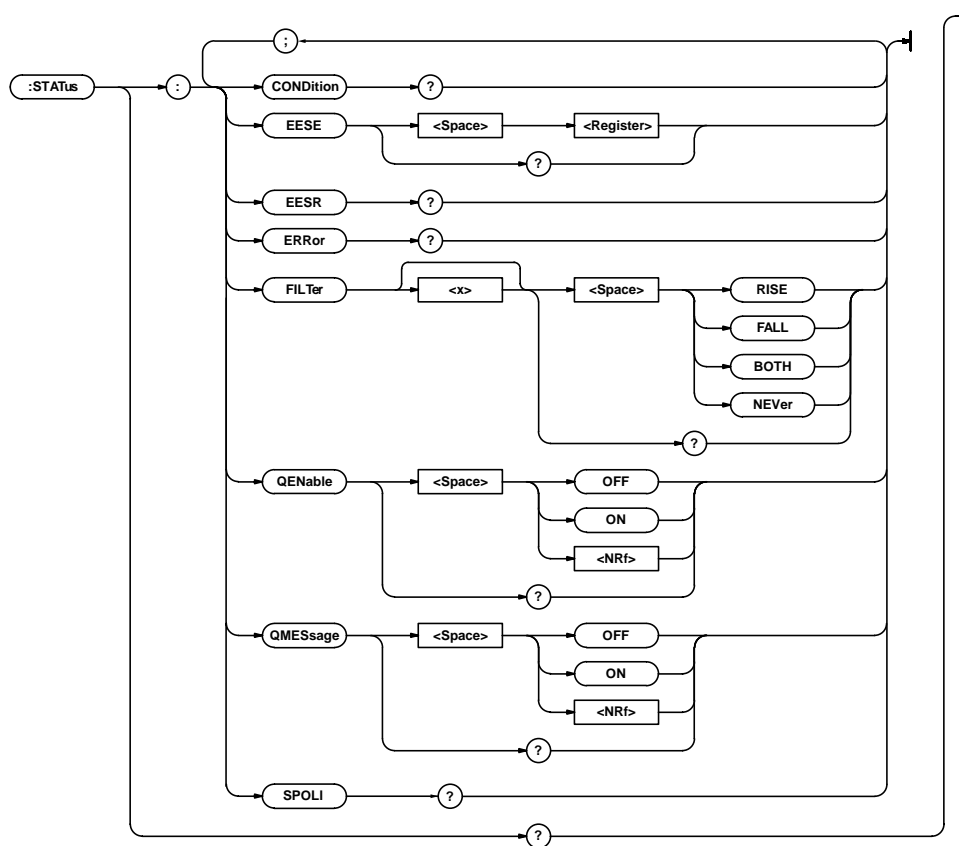 ;
:STATus : CONDition ?
EESE <Space> <Register>
?
EESR ?
ERRor ?
FILTer <x> <Space> RISE
FALL
BOTH
NEVer
?
QENable <Space> OFF
ON
<NRf>
?
QMESsage <Space> OFF
ON
<NRf>
?
SPOLl ?
?